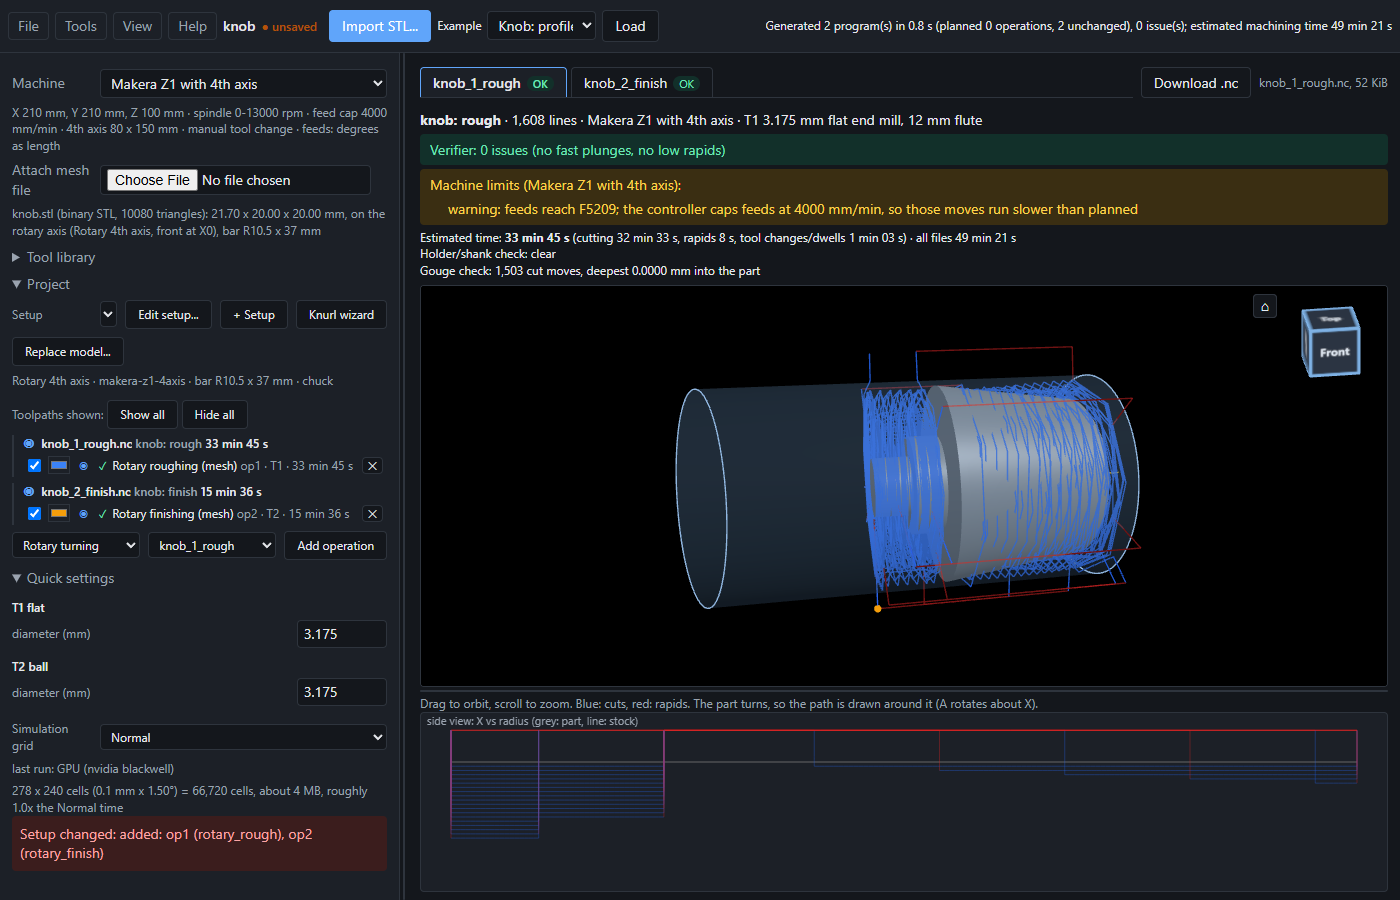 File Tools View Help knob • unsaved Import STL... Example Knob: profile Load Generated 2 program(s) in 0.8 s (planned 0 operations, 2 unchanged), 0 issue(s); estimated machining time 49 min 21 s
Machine Makera Z1 with 4th axis
X 210 mm, Y 210 mm, Z 100 mm · spindle 0-13000 rpm · feed cap 4000
mm/min · 4th axis 80 x 150 mm · manual tool change · feeds: degrees
as length
Attach mesh
file Choose File No file chosen
knob.stl (binary STL, 10080 triangles): 21.70 x 20.00 x 20.00 mm, on the
rotary axis (Rotary 4th axis, front at X0), bar R10.5 x 37 mm
Tool library
Project
Setup Edit setup... + Setup Knurl wizard
Replace model...
Rotary 4th axis · makera-z1-4axis · bar R10.5 x 37 mm · chuck
Toolpaths shown: Show all Hide all
knob_1_rough.nc knob: rough 33 min 45 s
✓ Rotary roughing (mesh) op1 · T1 · 33 min 45 s ✕
knob_2_finish.nc knob: finish 15 min 36 s
✓ Rotary finishing (mesh) op2 · T2 · 15 min 36 s ✕
Rotary turning knob_1_rough Add operation
Quick settings
T1 flat
diameter (mm) 3.175
T2 ball
diameter (mm) 3.175
Simulation
grid Normal
last run: GPU (nvidia blackwell)
278 x 240 cells (0.1 mm x 1.50°) = 66,720 cells, about 4 MB, roughly
1.0x the Normal time
Setup changed: added: op1 (rotary_rough), op2
(rotary_finish)
knob_1_rough OK knob_2_finish OK Download .nc knob_1_rough.nc, 52 KiB
knob: rough · 1,608 lines · Makera Z1 with 4th axis · T1 3.175 mm flat end mill, 12 mm flute
Verifier: 0 issues (no fast plunges, no low rapids)
Machine limits (Makera Z1 with 4th axis):
warning: feeds reach F5209; the controller caps feeds at 4000 mm/min, so those moves run slower than planned
Estimated time: 33 min 45 s (cutting 32 min 33 s, rapids 8 s, tool changes/dwells 1 min 03 s) · all files 49 min 21 s
Holder/shank check: clear
Gouge check: 1,503 cut moves, deepest 0.0000 mm into the part
Top
Front
Drag to orbit, scroll to zoom. Blue: cuts, red: rapids. The part turns, so the path is drawn around it (A rotates about X).
side view: X vs radius (grey: part, line: stock)